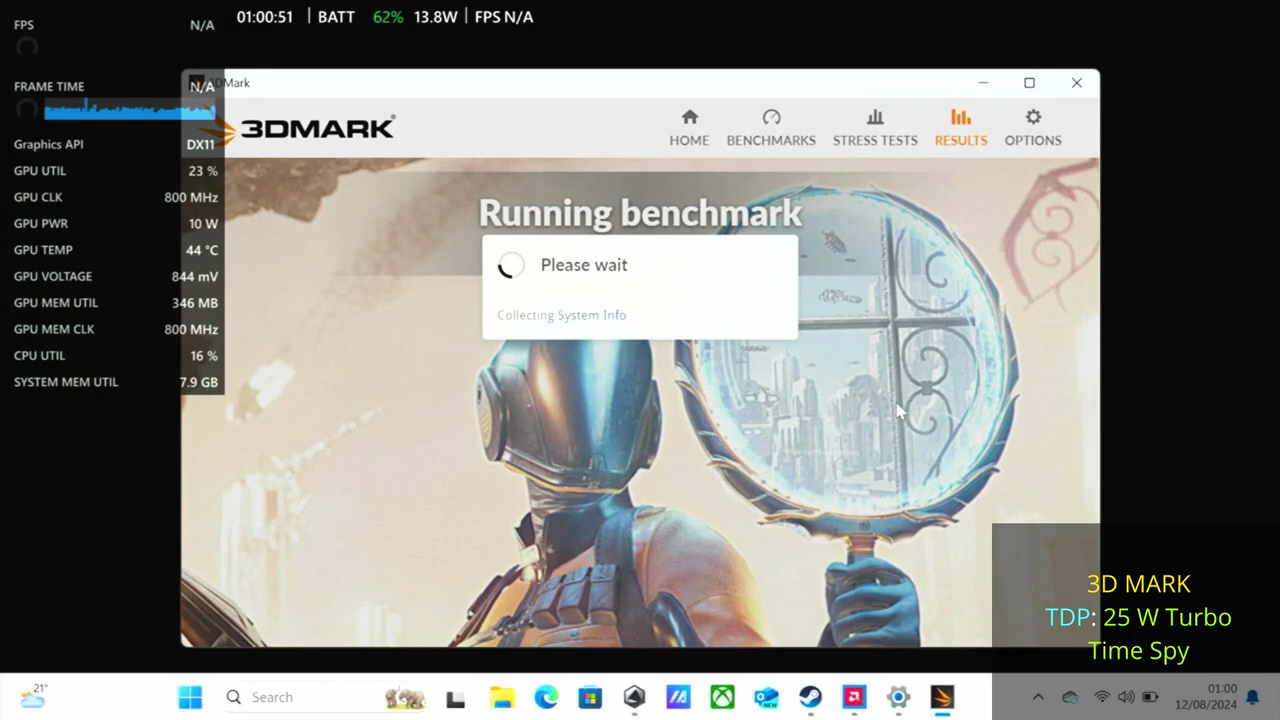 01:00:51 | BATT 62% 13.8W | FPS N/A
FPS N/A
FRAME TIME N/A
Graphics API DX11
GPU UTIL 23 %
GPU CLK 800 MHz
GPU PWR 10 W
GPU TEMP 44 °C
GPU VOLTAGE 844 mV
GPU MEM UTIL 346 MB
GPU MEM CLK 800 MHz
CPU UTIL 16 %
SYSTEM MEM UTIL 7.9 GB
3DMark
3DMARK
HOME BENCHMARKS STRESS TESTS RESULTS OPTIONS
Running benchmark
Please wait
Collecting System Info
3D MARK
TDP: 25 W Turbo
Time Spy
21°
Search
NEW
01:00
12/08/2024